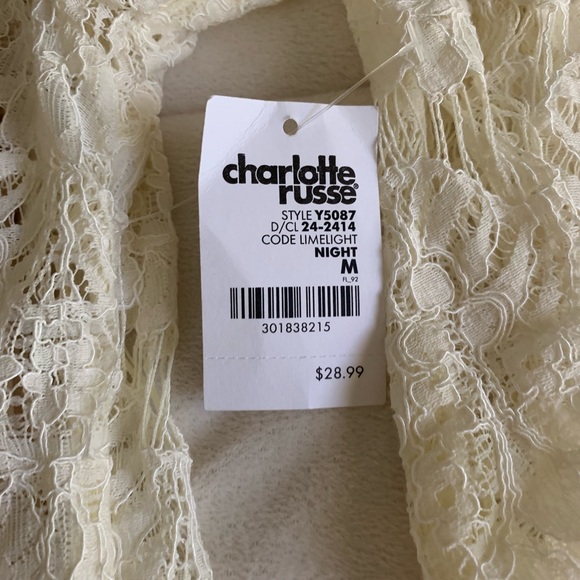 charlotte
russe®
STYLE Y5087
D/CL 24-2414
CODE LIMELIGHT
NIGHT
M
FL_92
301838215
$28.99